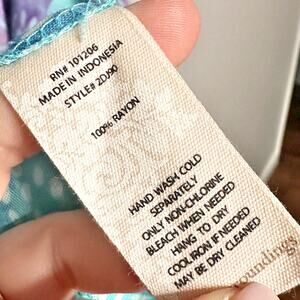 RN# 101206
MADE IN INDONESIA
STYLE# 2DJ90
100% RAYON
HAND WASH COLD
SEPARATELY
ONLY NON-CHLORINE
BLEACH WHEN NEEDED
HANG TO DRY
COOL IRON IF NEEDED
MAY BE DRY CLEANED